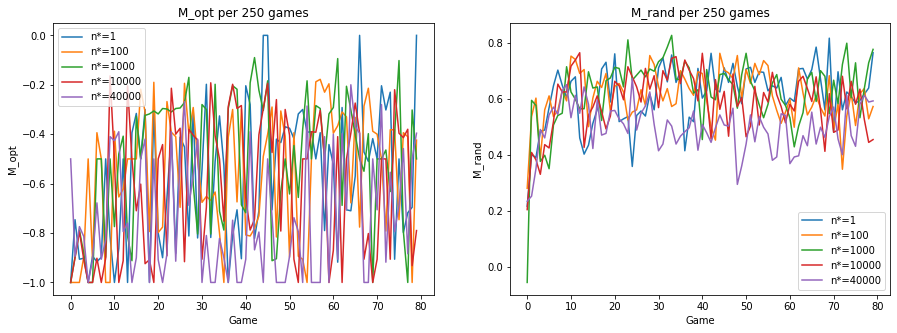 M_opt per 250 games
M_opt
0.0
−0.2
−0.4
−0.6
−0.8
−1.0
n*=1
n*=100
n*=1000
n*=10000
n*=40000
0 10 20 30 40 50 60 70 80
Game
M_rand per 250 games
M_rand
0.8
0.6
0.4
0.2
0.0
n*=1
n*=100
n*=1000
n*=10000
n*=40000
0 10 20 30 40 50 60 70 80
Game